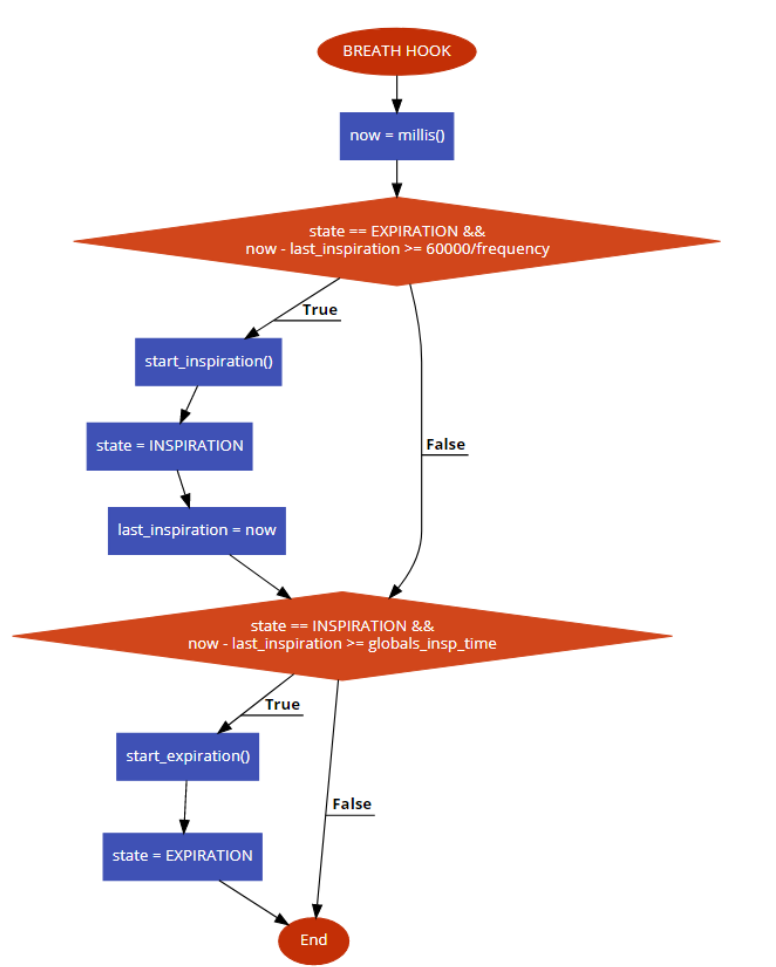 BREATH HOOK
now = millis()
state == EXPIRATION &&
now - last_inspiration >= 60000/frequency
True
start_inspiration()
state = INSPIRATION
False
last_inspiration = now
state == INSPIRATION &&
now - last_inspiration >= globals_insp_time
True
start_expiration()
False
state = EXPIRATION
End